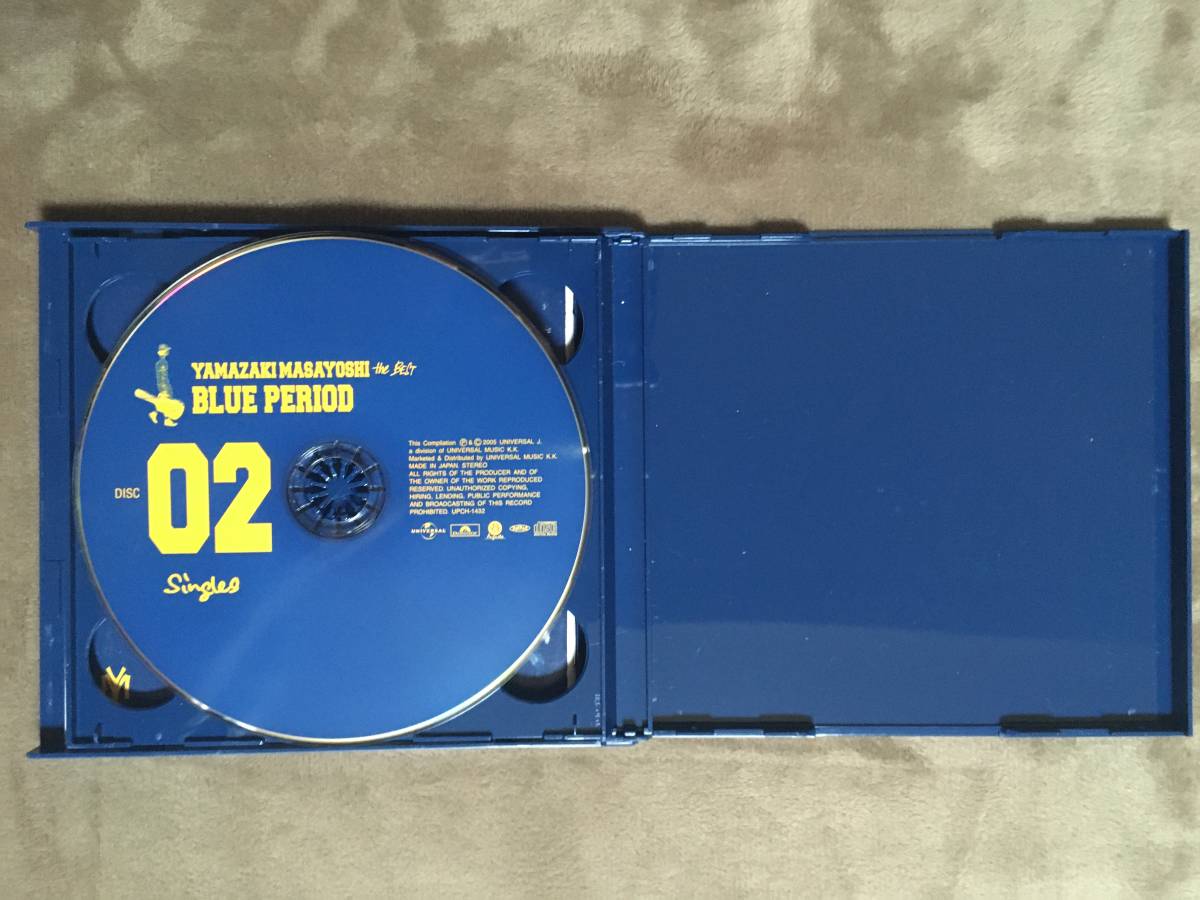 YAMAZAKI MASAYOSHI the BEST
BLUE PERIOD
DISC 02
Singles
This Compilation Ⓟ & © 2005 UNIVERSAL J,
a division of UNIVERSAL MUSIC K.K.
Marketed & Distributed by UNIVERSAL MUSIC K.K.
MADE IN JAPAN. STEREO
ALL RIGHTS OF THE PRODUCER AND OF
THE OWNER OF THE WORK REPRODUCED
RESERVED. UNAUTHORIZED COPYING,
HIRING, LENDING, PUBLIC PERFORMANCE
AND BROADCASTING OF THIS RECORD
PROHIBITED. UPCH-1432
UNIVERSAL